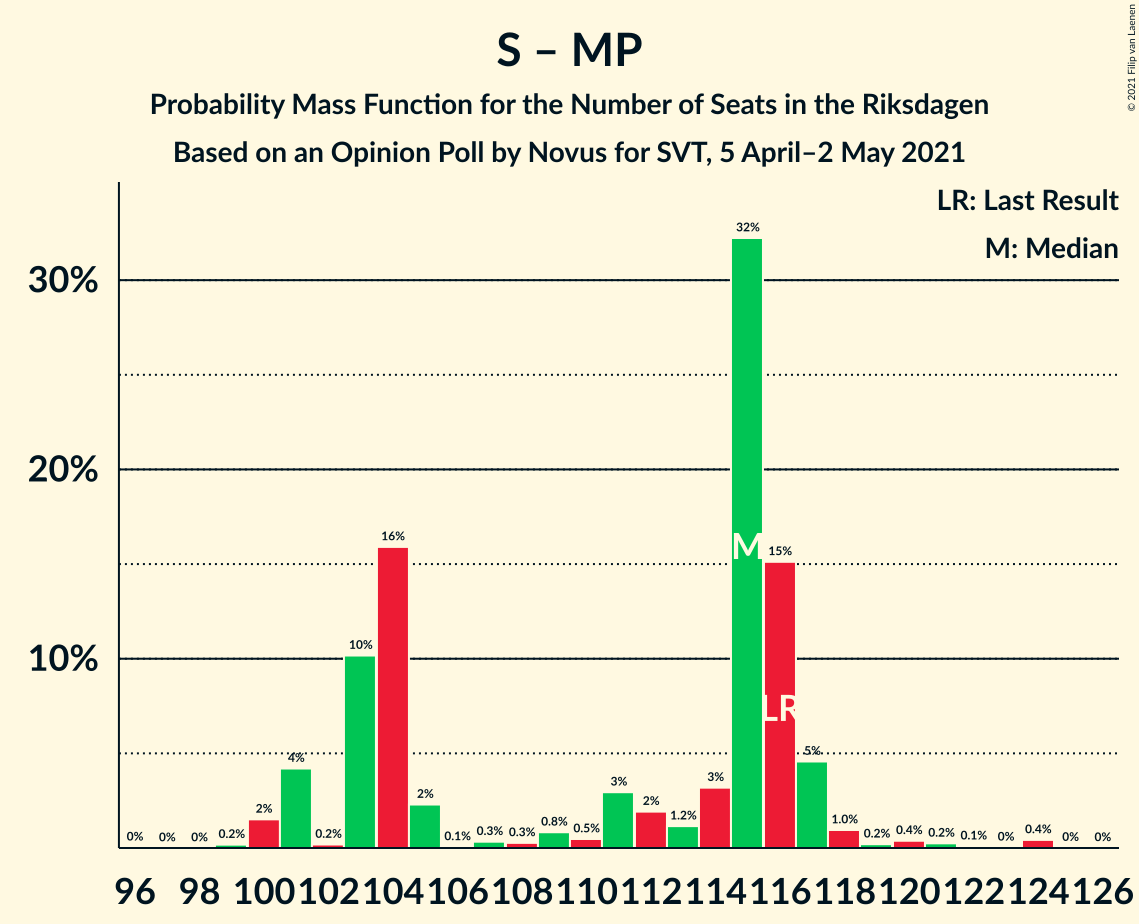 S – MP
Probability Mass Function for the Number of Seats in the Riksdagen
Based on an Opinion Poll by Novus for SVT, 5 April–2 May 2021
© 2021 Filip van Laenen
LR: Last Result
M: Median
30%
20%
10%
0% 0% 0% 0.2% 2% 4% 0.2% 10% 16% 2% 0.1% 0.3% 0.3% 0.8% 0.5% 3% 2% 1.2% 3% 32% 15% 5% 1.0% 0.2% 0.4% 0.2% 0.1% 0% 0.4% 0% 0%
M
LR
96 98 100 102 104 106 108 110 112 114 116 118 120 122 124 126